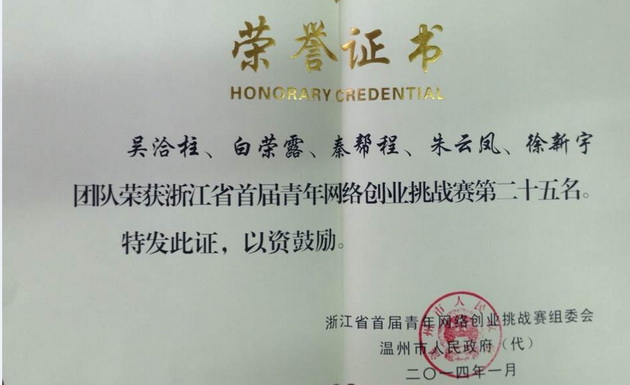 荣誉证书
HONORARY CREDENTIAL
吴洽柱、白荣露、秦帮程、朱云凤、徐新宇
团队荣获浙江省首届青年网络创业挑战赛第二十五名。
特发此证，以资鼓励。
浙江省首届青年网络创业挑战赛组委会
温州市人民政府（代）
二〇一四年一月